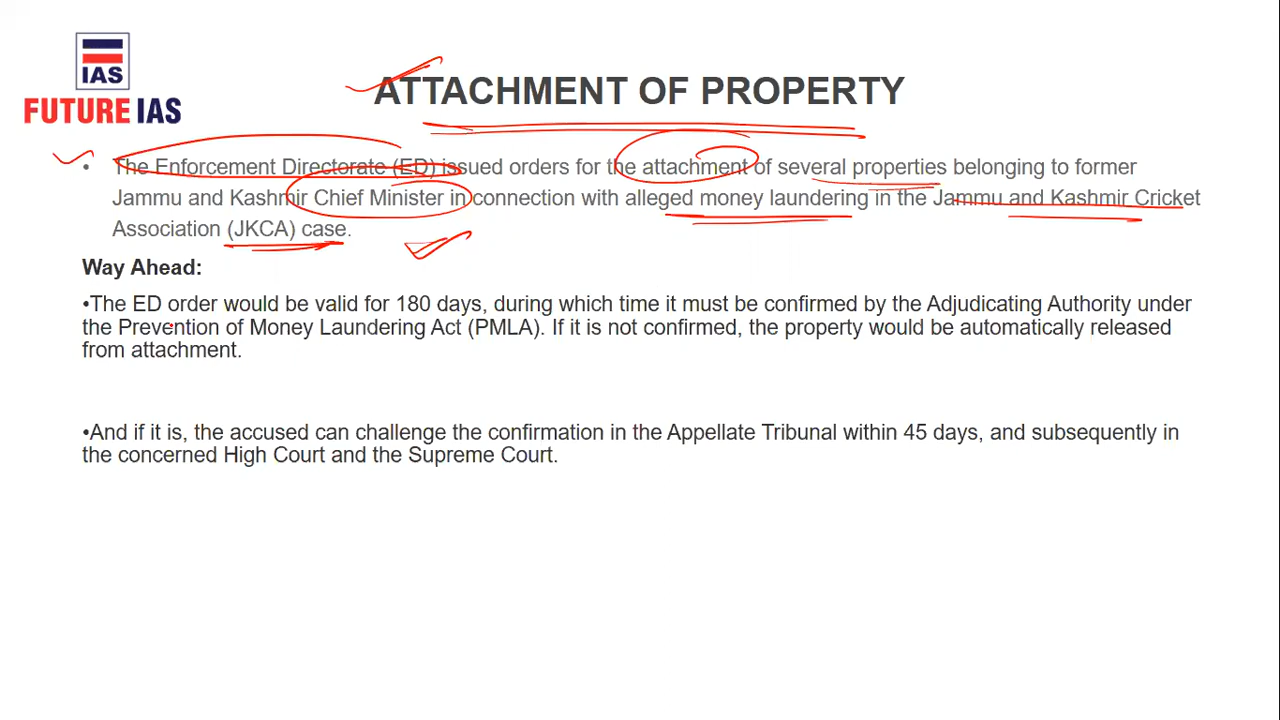 IAS
FUTURE IAS
ATTACHMENT OF PROPERTY
• The Enforcement Directorate (ED) issued orders for the attachment of several properties belonging to former
Jammu and Kashmir Chief Minister in connection with alleged money laundering in the Jammu and Kashmir Cricket
Association (JKCA) case.
Way Ahead:
•The ED order would be valid for 180 days, during which time it must be confirmed by the Adjudicating Authority under
the Prevention of Money Laundering Act (PMLA). If it is not confirmed, the property would be automatically released
from attachment.
•And if it is, the accused can challenge the confirmation in the Appellate Tribunal within 45 days, and subsequently in
the concerned High Court and the Supreme Court.